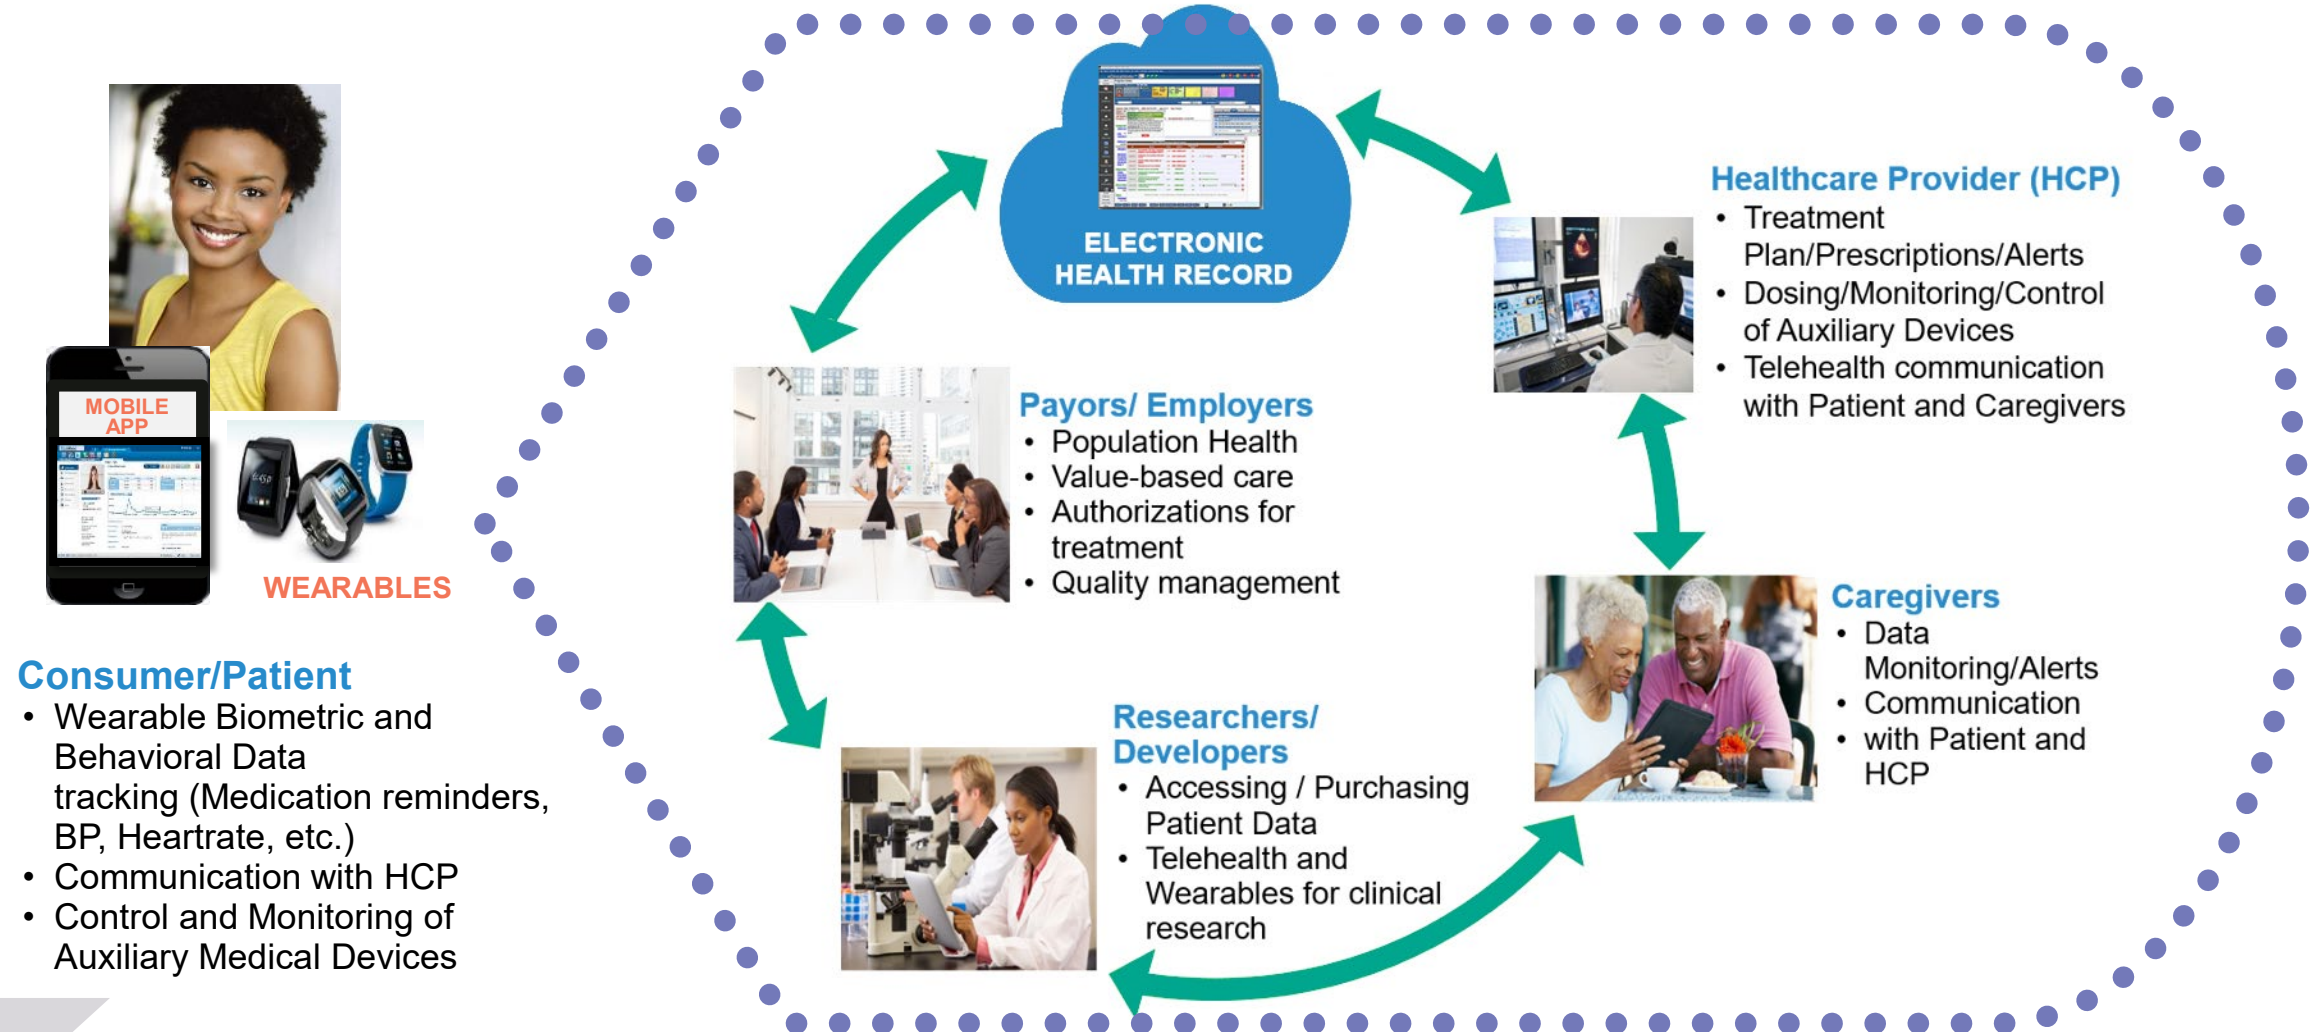 MOBILE
APP
WEARABLES
Consumer/Patient
• Wearable Biometric and
Behavioral Data
tracking (Medication reminders,
BP, Heartrate, etc.)
• Communication with HCP
• Control and Monitoring of
Auxiliary Medical Devices
ELECTRONIC
HEALTH RECORD
Payors/ Employers
• Population Health
• Value-based care
• Authorizations for
treatment
• Quality management
Researchers/
Developers
• Accessing / Purchasing
Patient Data
• Telehealth and
Wearables for clinical
research
Healthcare Provider (HCP)
• Treatment
Plan/Prescriptions/Alerts
• Dosing/Monitoring/Control
of Auxiliary Devices
• Telehealth communication
with Patient and Caregivers
Caregivers
• Data
Monitoring/Alerts
• Communication
• with Patient and
HCP